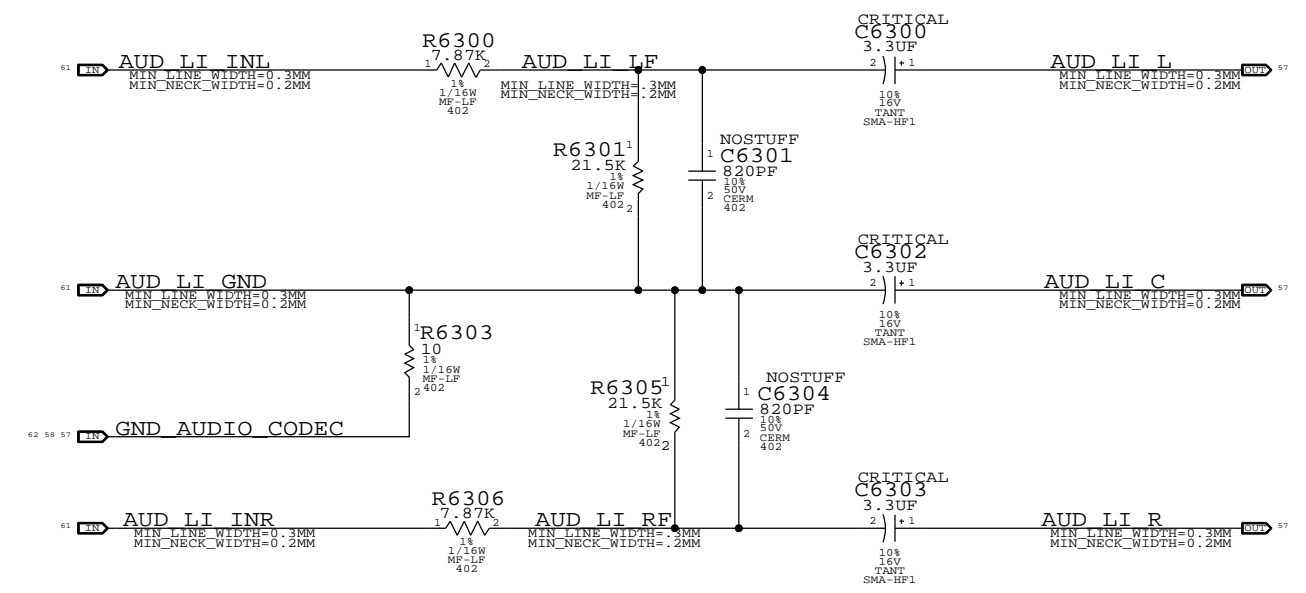 CRITICAL
C6300
3.3UF
2 + 1
10%
16V
TANT
SMA-HF1
61 IN AUD_LI_INL
MIN_LINE_WIDTH=0.3MM
MIN_NECK_WIDTH=0.2MM
R6300
7.87K
1 2
1%
1/16W
MF-LF
402
AUD_LI_LF
MIN_LINE_WIDTH=.3MM
MIN_NECK_WIDTH=.2MM
AUD_LI_L
MIN_LINE_WIDTH=0.3MM
MIN_NECK_WIDTH=0.2MM
OUT 57
R6301 1
21.5K
1%
1/16W
MF-LF
402 2
NOSTUFF
1 C6301
820PF
10%
2 50V
CERM
402
CRITICAL
C6302
3.3UF
2 + 1
10%
16V
TANT
SMA-HF1
61 IN AUD_LI_GND
MIN_LINE_WIDTH=0.3MM
MIN_NECK_WIDTH=0.2MM
AUD_LI_C
MIN_LINE_WIDTH=0.3MM
MIN_NECK_WIDTH=0.2MM
OUT 57
1 R6303
10
1%
1/16W
MF-LF
2 402
R6305 1
21.5K
1%
1/16W
MF-LF
402 2
NOSTUFF
1 C6304
820PF
10%
2 50V
CERM
402
62 58 57 IN GND_AUDIO_CODEC
CRITICAL
C6303
3.3UF
2 + 1
10%
16V
TANT
SMA-HF1
61 IN AUD_LI_INR
MIN_LINE_WIDTH=0.3MM
MIN_NECK_WIDTH=0.2MM
R6306
7.87K
1 2
1%
1/16W
MF-LF
402
AUD_LI_RF
MIN_LINE_WIDTH=.3MM
MIN_NECK_WIDTH=.2MM
AUD_LI_R
MIN_LINE_WIDTH=0.3MM
MIN_NECK_WIDTH=0.2MM
OUT 57